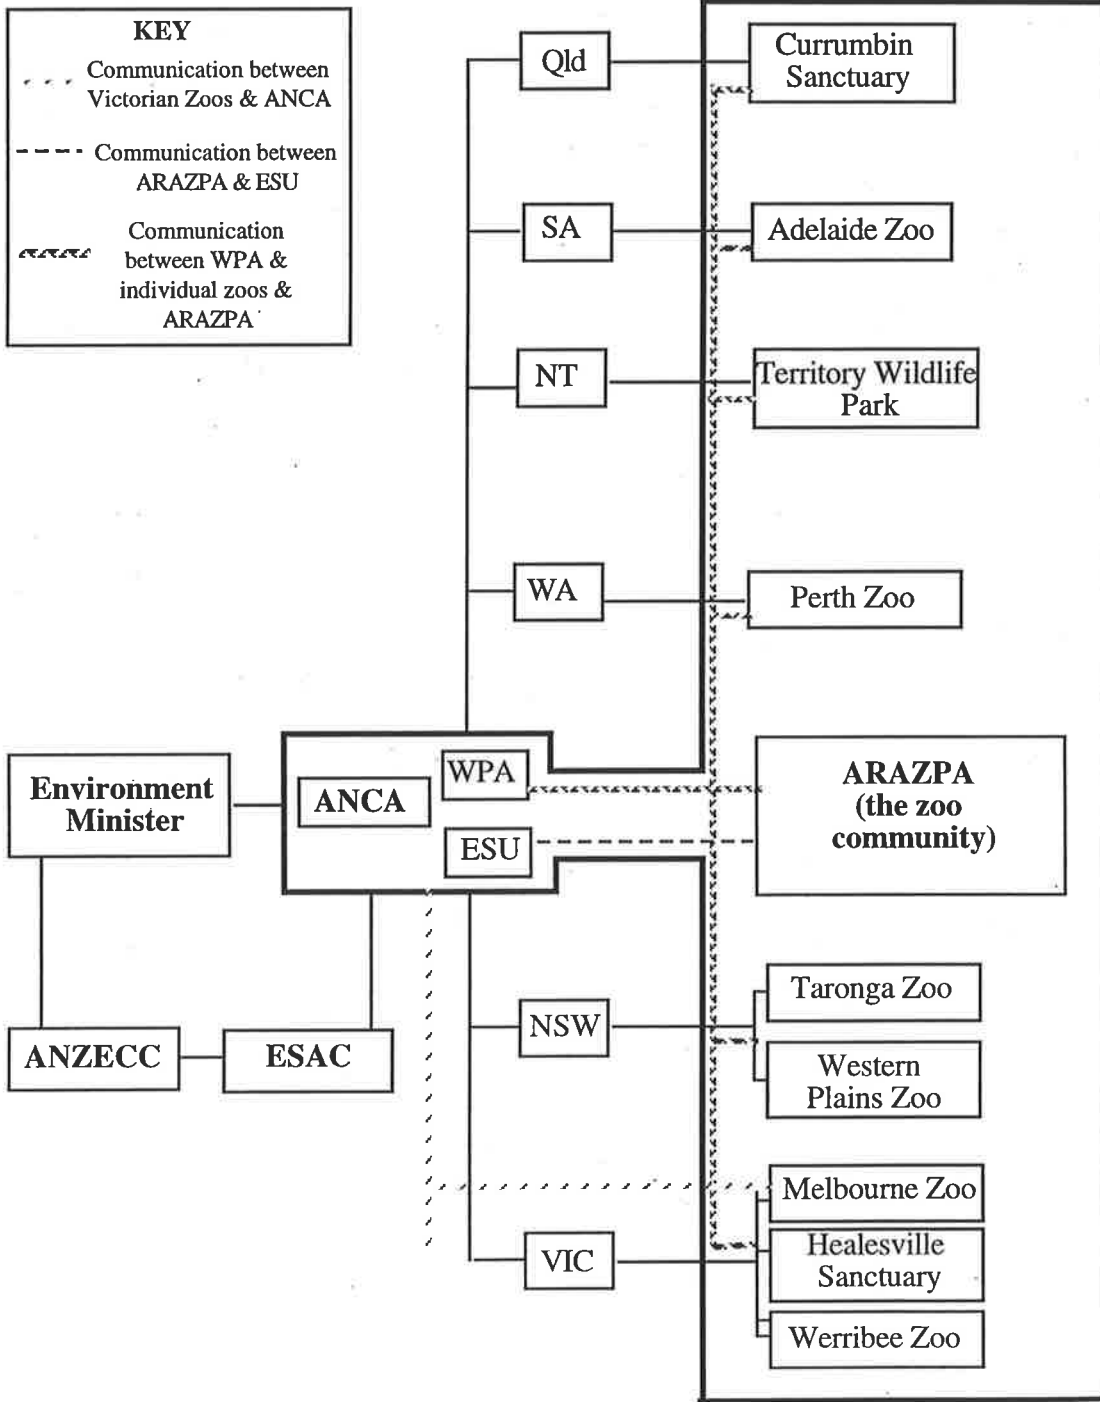 KEY
Communication between
Victorian Zoos & ANCA
Communication between
ARAZPA & ESU
Communication
between WPA &
individual zoos &
ARAZPA
Qld
Currumbin
Sanctuary
SA
Adelaide Zoo
NT
Territory Wildlife
Park
WA
Perth Zoo
Environment
Minister
ANCA
WPA
ESU
ARAZPA
(the zoo
community)
ANZECC
ESAC
NSW
Taronga Zoo
Western
Plains Zoo
VIC
Melbourne Zoo
Healesville
Sanctuary
Werribee Zoo